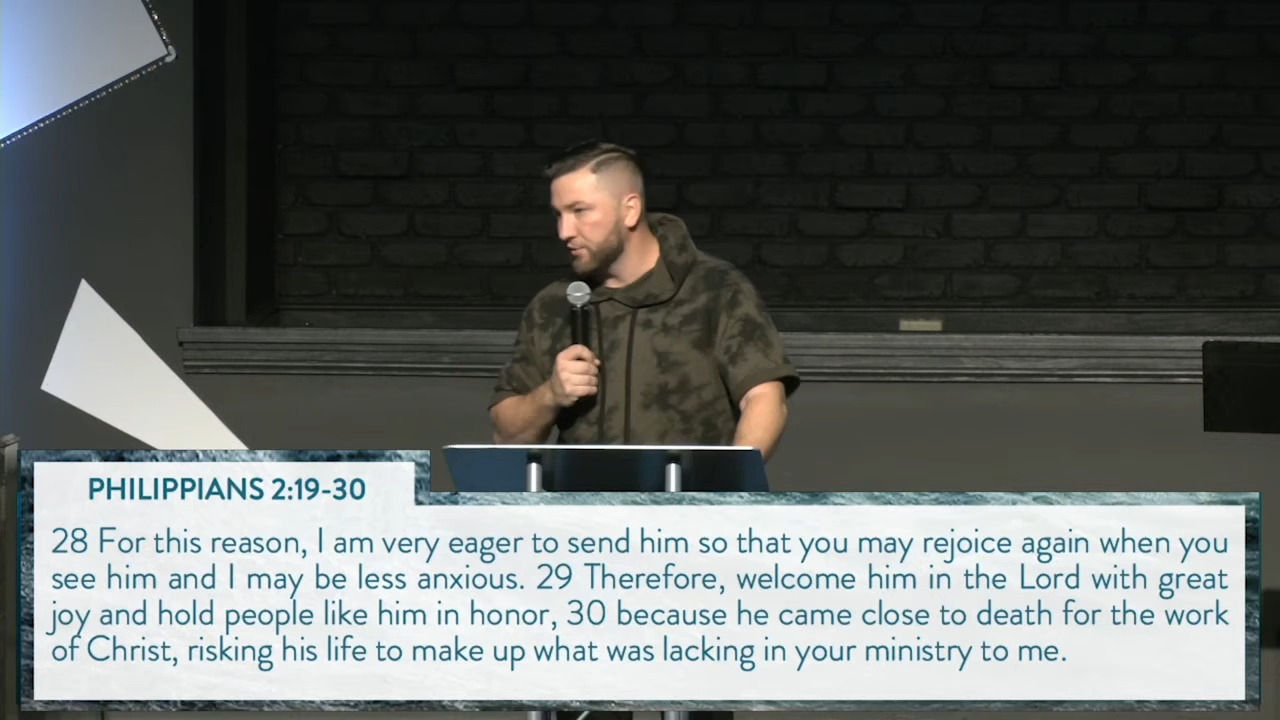 PHILIPPIANS 2:19-30
28 For this reason, I am very eager to send him so that you may rejoice again when you
see him and I may be less anxious. 29 Therefore, welcome him in the Lord with great
joy and hold people like him in honor, 30 because he came close to death for the work
of Christ, risking his life to make up what was lacking in your ministry to me.